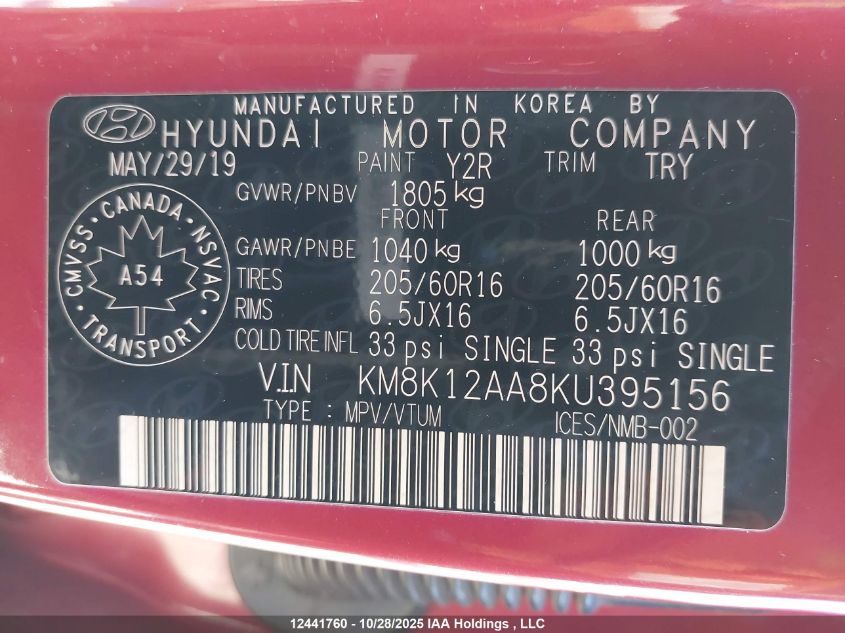 MANUFACTURED IN KOREA BY
HYUNDAI MOTOR COMPANY
MAY/29/19 PAINT Y2R TRIM TRY
GVWR/PNBV 1805 kg
FRONT REAR
GAWR/PNBE 1040 kg 1000 kg
TIRES 205/60R16 205/60R16
RIMS 6.5JX16 6.5JX16
COLD TIRE INFL 33 psi SINGLE 33 psi SINGLE
CMVSS · CANADA · NSVAC · TRANSPORT ·
A54
V.I.N KM8K12AA8KU395156
TYPE : MPV/VTUM ICES/NMB-002
12441760 - 10/28/2025 IAA Holdings, LLC